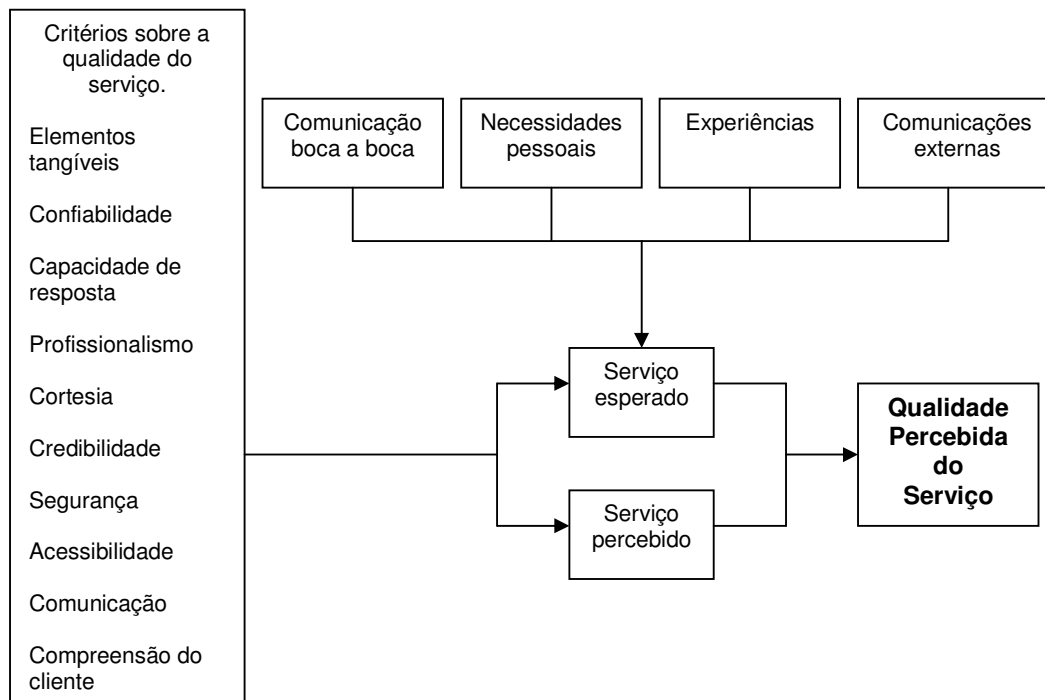 Critérios sobre a
qualidade do
serviço.
Elementos
tangíveis
Confiabilidade
Capacidade de
resposta
Profissionalismo
Cortesia
Credibilidade
Segurança
Acessibilidade
Comunicação
Compreensão do
cliente
Comunicação
boca a boca
Necessidades
pessoais
Experiências
Comunicações
externas
Serviço
esperado
Serviço
percebido
Qualidade
Percebida
do
Serviço